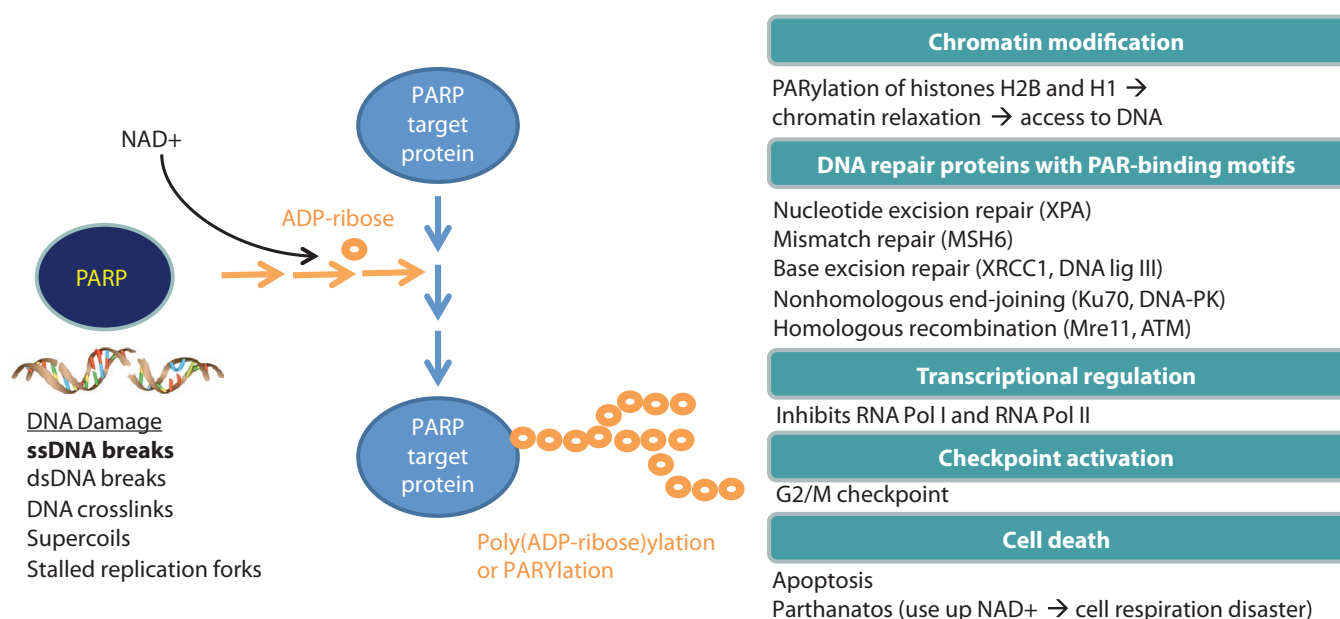 NAD+
PARP
DNA Damage
ssDNA breaks
dsDNA breaks
DNA crosslinks
Supercoils
Stalled replication forks
PARP
target
protein
ADP-ribose
PARP
target
protein
Poly(ADP-ribose)ylation
or PARYlation
Chromatin modification
PARylation of histones H2B and H1 →
chromatin relaxation → access to DNA
DNA repair proteins with PAR-binding motifs
Nucleotide excision repair (XPA)
Mismatch repair (MSH6)
Base excision repair (XRCC1, DNA lig III)
Nonhomologous end-joining (Ku70, DNA-PK)
Homologous recombination (Mre11, ATM)
Transcriptional regulation
Inhibits RNA Pol I and RNA Pol II
Checkpoint activation
G2/M checkpoint
Cell death
Apoptosis
Parthanatos (use up NAD+ → cell respiration disaster)